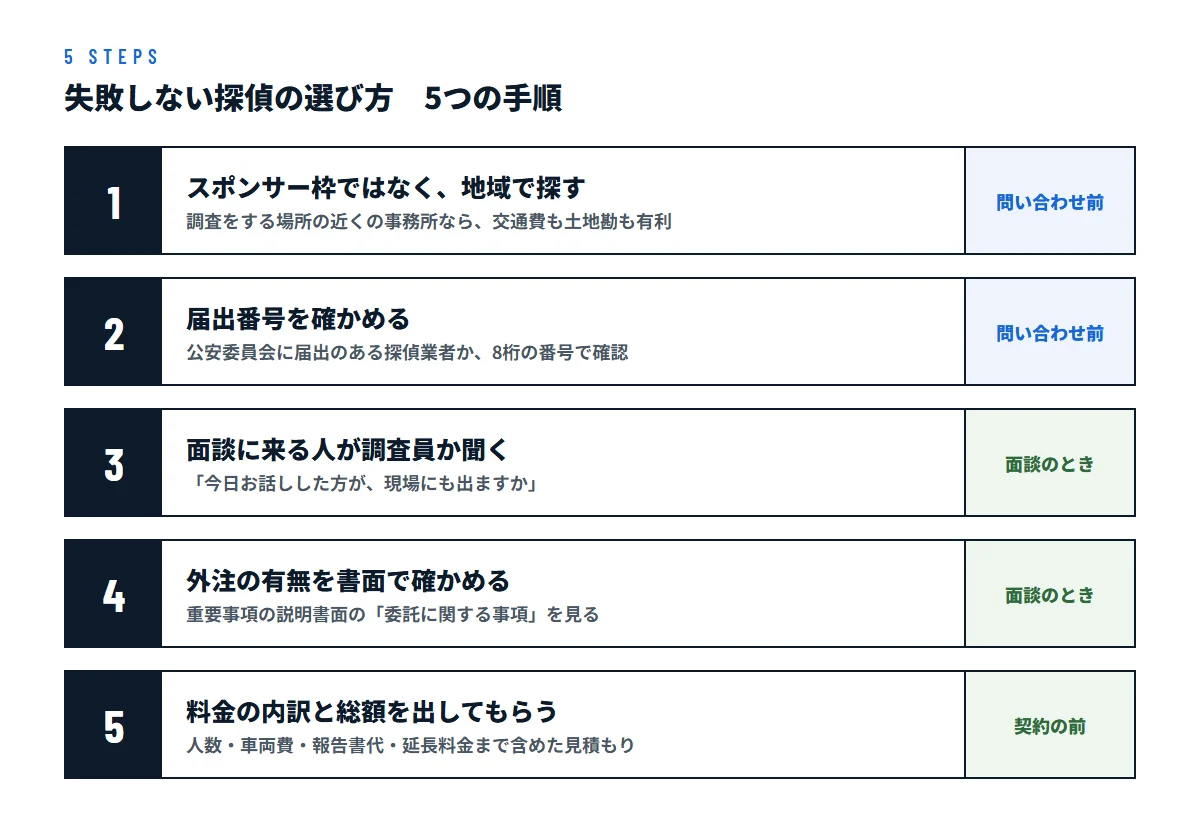 5 STEPS
失敗しない探偵の選び方　5つの手順
1
スポンサー枠ではなく、地域で探す
調査をする場所の近くの事務所なら、交通費も土地勘も有利
問い合わせ前
2
届出番号を確かめる
公安委員会に届出のある探偵業者か、8桁の番号で確認
問い合わせ前
3
面談に来る人が調査員か聞く
「今日お話しした方が、現場にも出ますか」
面談のとき
4
外注の有無を書面で確かめる
重要事項の説明書面の「委託に関する事項」を見る
面談のとき
5
料金の内訳と総額を出してもらう
人数・車両費・報告書代・延長料金まで含めた見積もり
契約の前